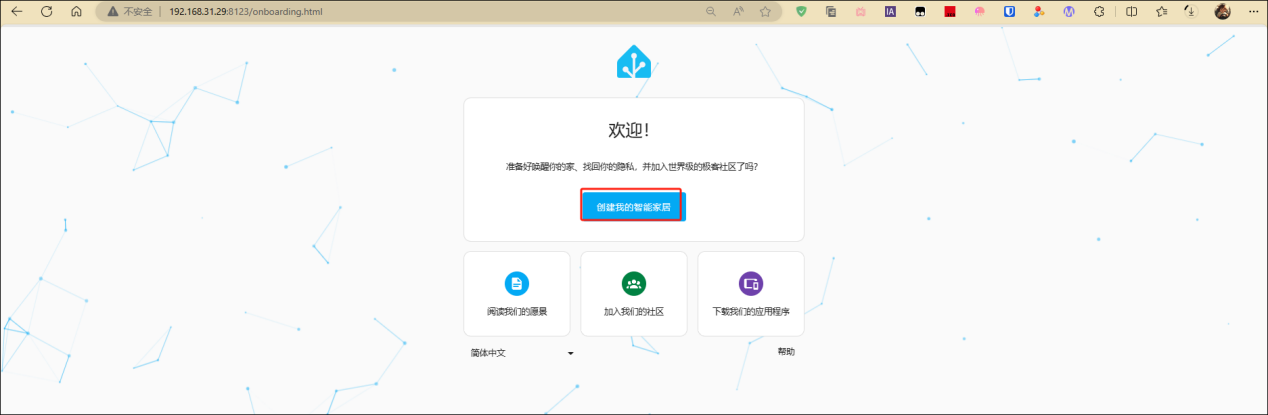 不安全 192.168.31.29:8123/onboarding.html
欢迎！
准备好唤醒你的家、找回你的隐私，并加入世界级的极客社区了吗？
创建我的智能家居
阅读我们的愿景 加入我们的社区 下载我们的应用程序
简体中文 帮助